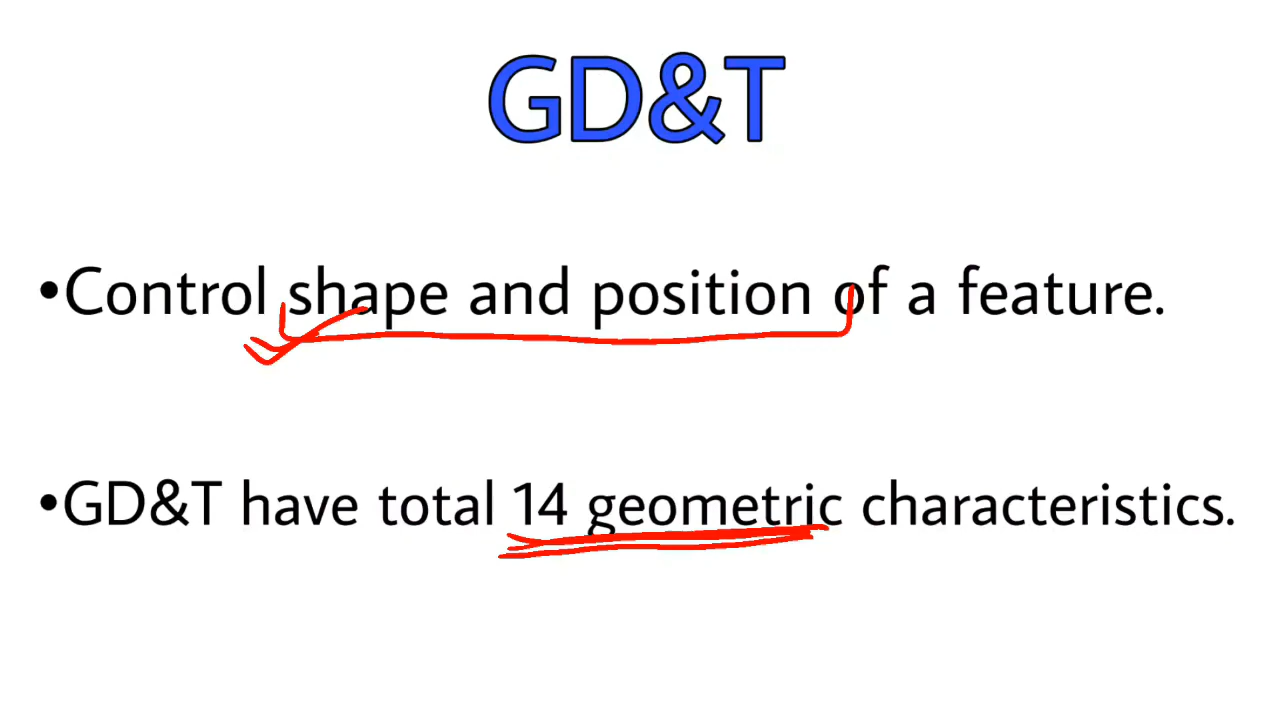 GD&T
•Control shape and position of a feature.
•GD&T have total 14 geometric characteristics.